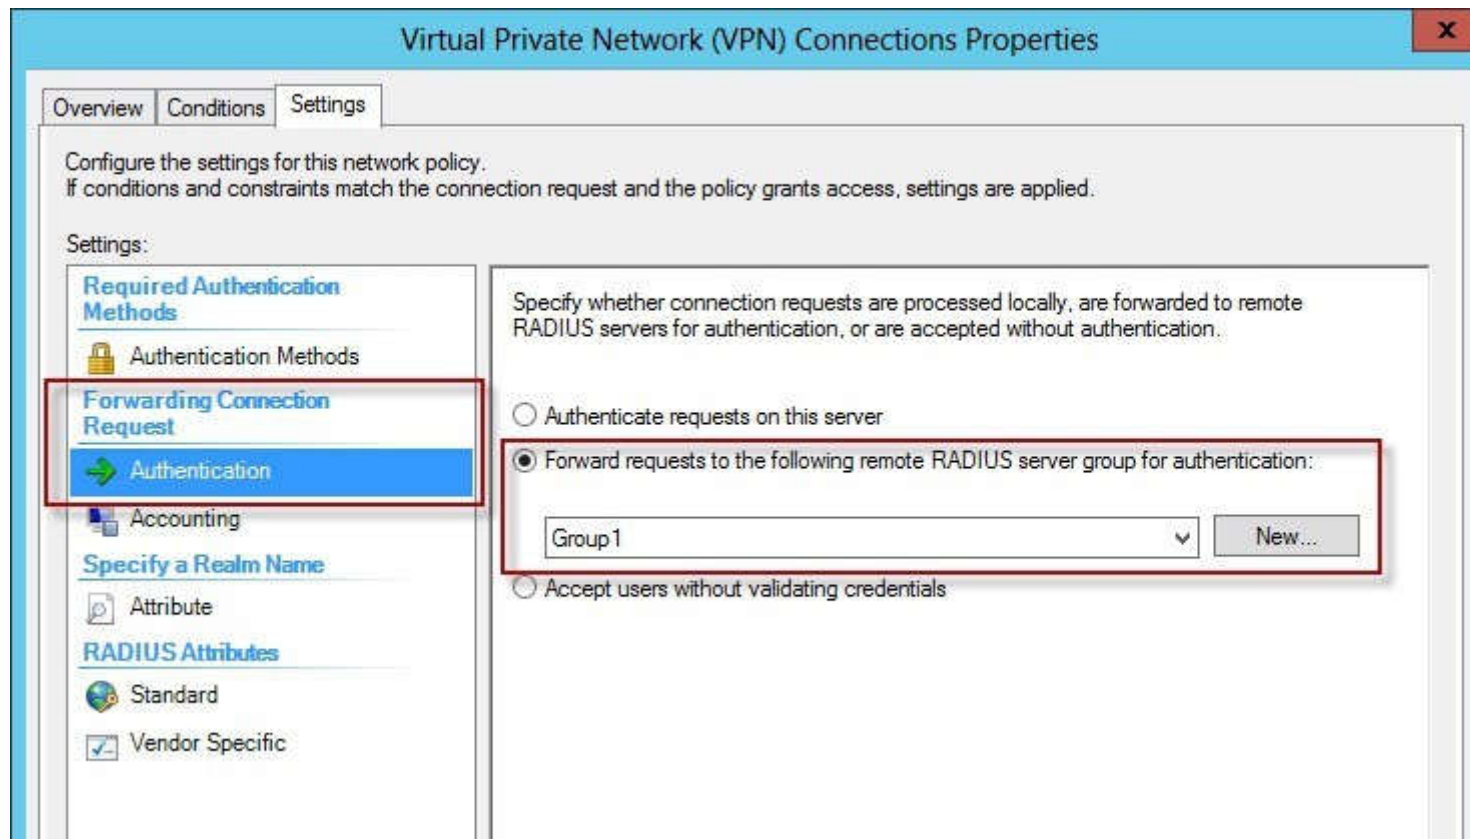 Virtual Private Network (VPN) Connections Properties
x
Overview
Conditions
Settings
Configure the settings for this network policy.
If conditions and constraints match the connection request and the policy grants access, settings are applied.
Settings:
Required Authentication
Methods
Authentication Methods
Forwarding Connection
Request
Authentication
Accounting
Specify a Realm Name
Attribute
RADIUS Attributes
Standard
Vendor Specific
Specify whether connection requests are processed locally, are forwarded to remote
RADIUS servers for authentication, or are accepted without authentication.
Authenticate requests on this server
Forward requests to the following remote RADIUS server group for authentication:
Group1
New...
Accept users without validating credentials